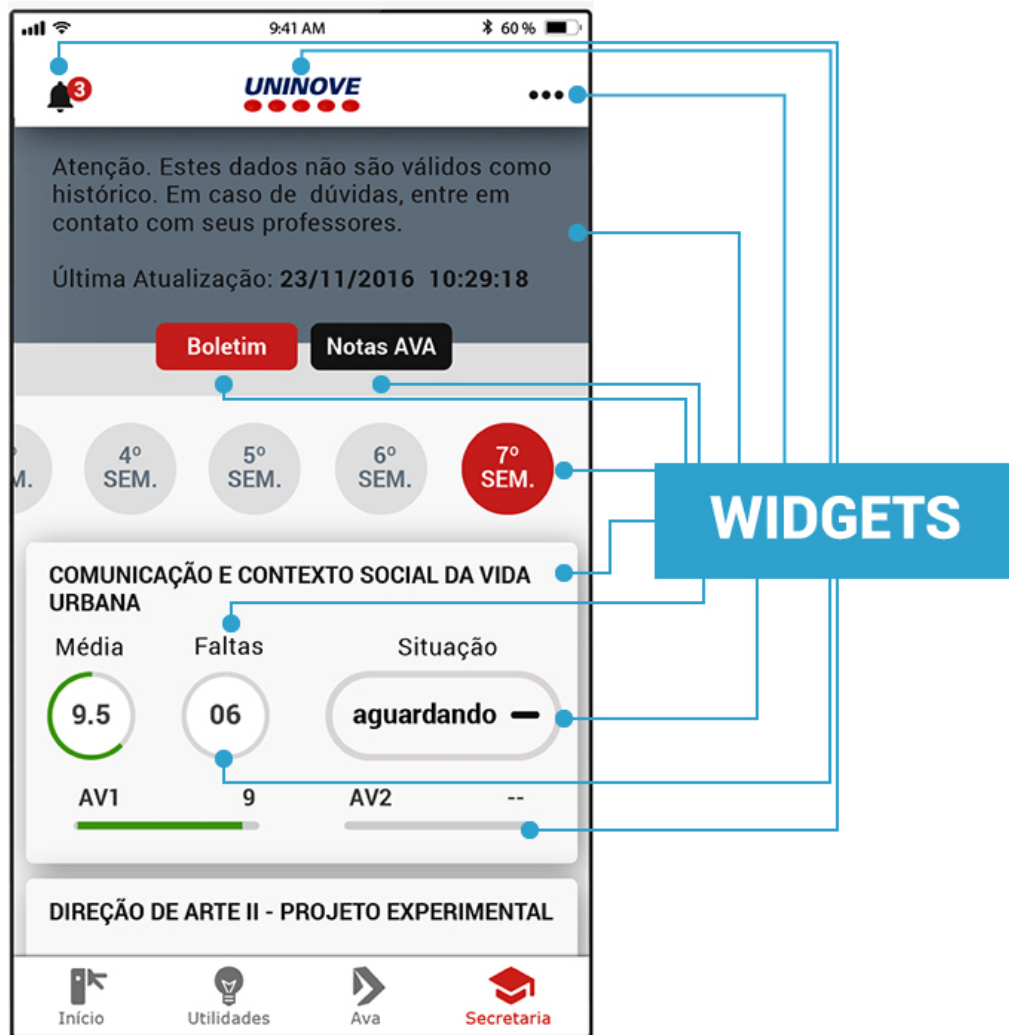 9:41 AM 60 %
3 UNINOVE
Atenção. Estes dados não são válidos como
histórico. Em caso de dúvidas, entre em
contato com seus professores.
Última Atualização: 23/11/2016 10:29:18
Boletim Notas AVA
º 4º 5º 6º 7º
M. SEM. SEM. SEM. SEM.
WIDGETS
COMUNICAÇÃO E CONTEXTO SOCIAL DA VIDA
URBANA
Média Faltas Situação
9.5 06 aguardando
AV1 9 AV2 --
DIREÇÃO DE ARTE II - PROJETO EXPERIMENTAL
Início Utilidades Ava Secretaria